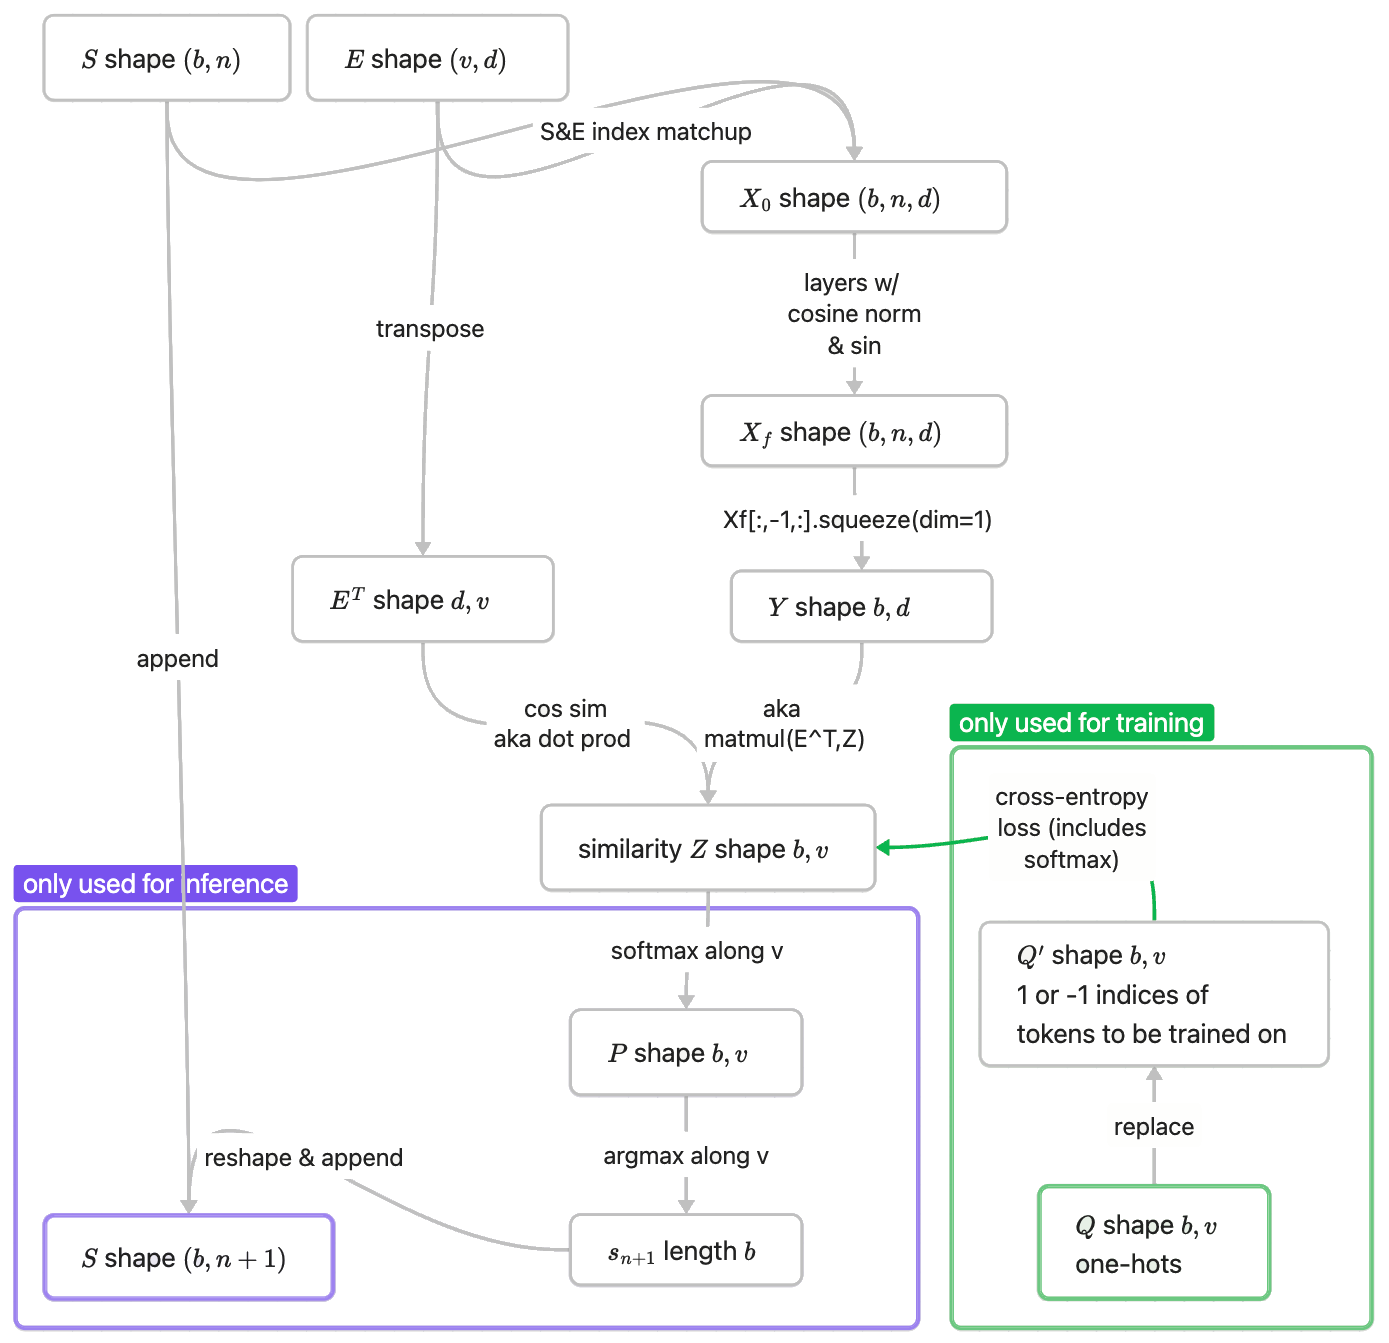 S shape (b, n)
E shape (v, d)
S&E index matchup
X₀ shape (b, n, d)
layers w/
cosine norm
& sin
transpose
X_f shape (b, n, d)
Xf[:,-1,:].squeeze(dim=1)
E^T shape d, v
Y shape b, d
append
cos sim
aka dot prod
aka
matmul(E^T,Z)
only used for training
cross-entropy
loss (includes
softmax)
similarity Z shape b, v
only used for inference
softmax along v
Q′ shape b, v
1 or -1 indices of
tokens to be trained on
P shape b, v
replace
reshape & append
argmax along v
S shape (b, n + 1)
s_{n+1} length b
Q shape b, v
one-hots